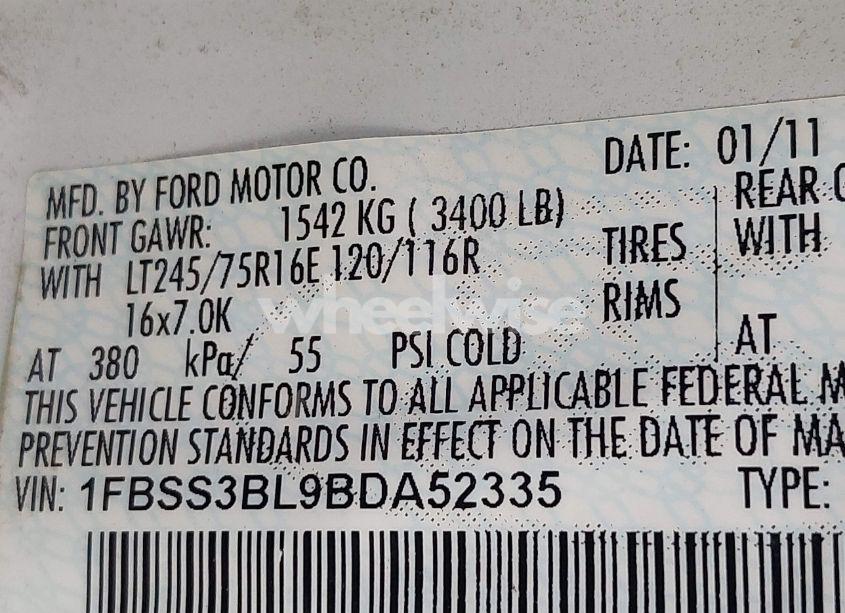 DATE: 01/11
MFD. BY FORD MOTOR CO.
FRONT GAWR: 1542 KG ( 3400 LB) REAR
WITH LT245/75R16E 120/116R TIRES WITH
16x7.0K RIMS
AT 380 kPa/ 55 PSI COLD AT
THIS VEHICLE CONFORMS TO ALL APPLICABLE FEDERAL M
PREVENTION STANDARDS IN EFFECT ON THE DATE OF MA
VIN: 1FBSS3BL9BDA52335 TYPE:
wheelwise